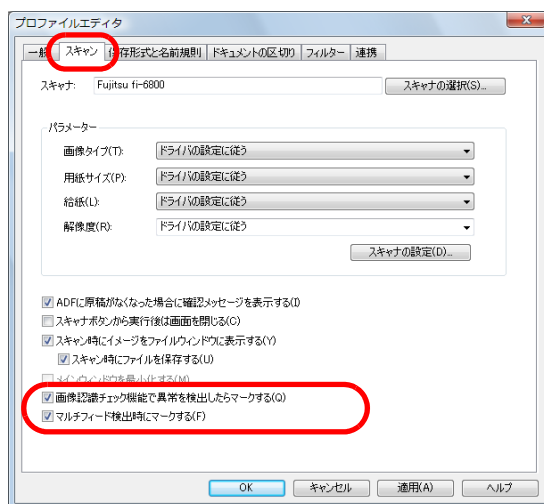 プロファイルエディタ
一般 スキャン 保存形式と名前規則 ドキュメントの区切り フィルター 連携
スキャナ: Fujitsu fi-6800 スキャナの選択(S)...
パラメーター
画像タイプ(T): ドライバの設定に従う
用紙サイズ(P): ドライバの設定に従う
給紙(L): ドライバの設定に従う
解像度(R): ドライバの設定に従う
スキャナの設定(D)...
ADFに原稿がなくなった場合に確認メッセージを表示する(I)
スキャナボタンから実行後は画面を閉じる(C)
スキャン時にイメージをファイルウィンドウに表示する(Y)
スキャン時にファイルを保存する(U)
メインウィンドウを最小化する(M)
画像認識チェック機能で異常を検出したらマークする(Q)
マルチフィード検出時にマークする(F)
OK キャンセル 適用(A) ヘルプ